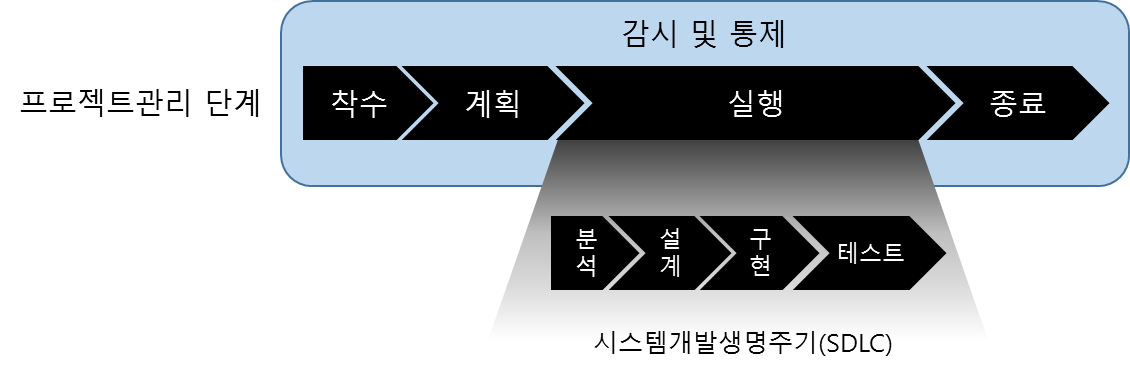 감시 및 통제
프로젝트관리 단계
착수
계획
실행
종료
분
석
설
계
구
현
테스트
시스템개발생명주기(SDLC)